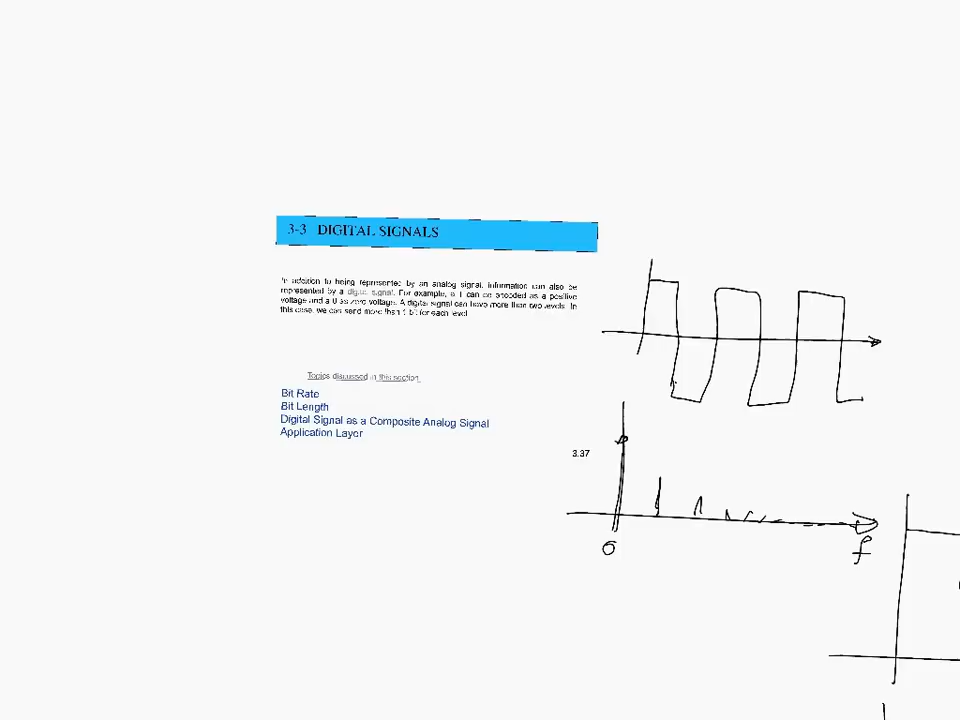 3-3 DIGITAL SIGNALS
In addition to being represented by an analog signal, information can also be
represented by a digital signal. For example, a 1 can be encoded as a positive
voltage and a 0 as zero voltage. A digital signal can have more than two levels. In
this case, we can send more than 1 bit for each level.
Topics discussed in this section:
Bit Rate
Bit Length
Digital Signal as a Composite Analog Signal
Application Layer
3.37
0
f